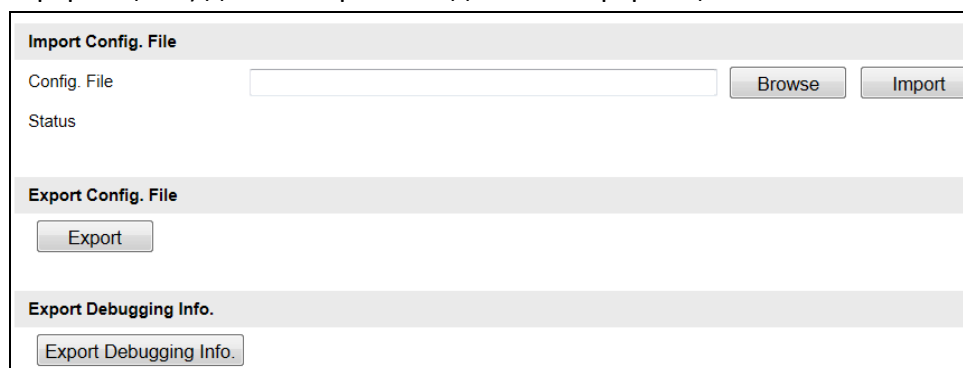 Import Config. File
Config. File Browse Import
Status
Export Config. File
Export
Export Debugging Info.
Export Debugging Info.